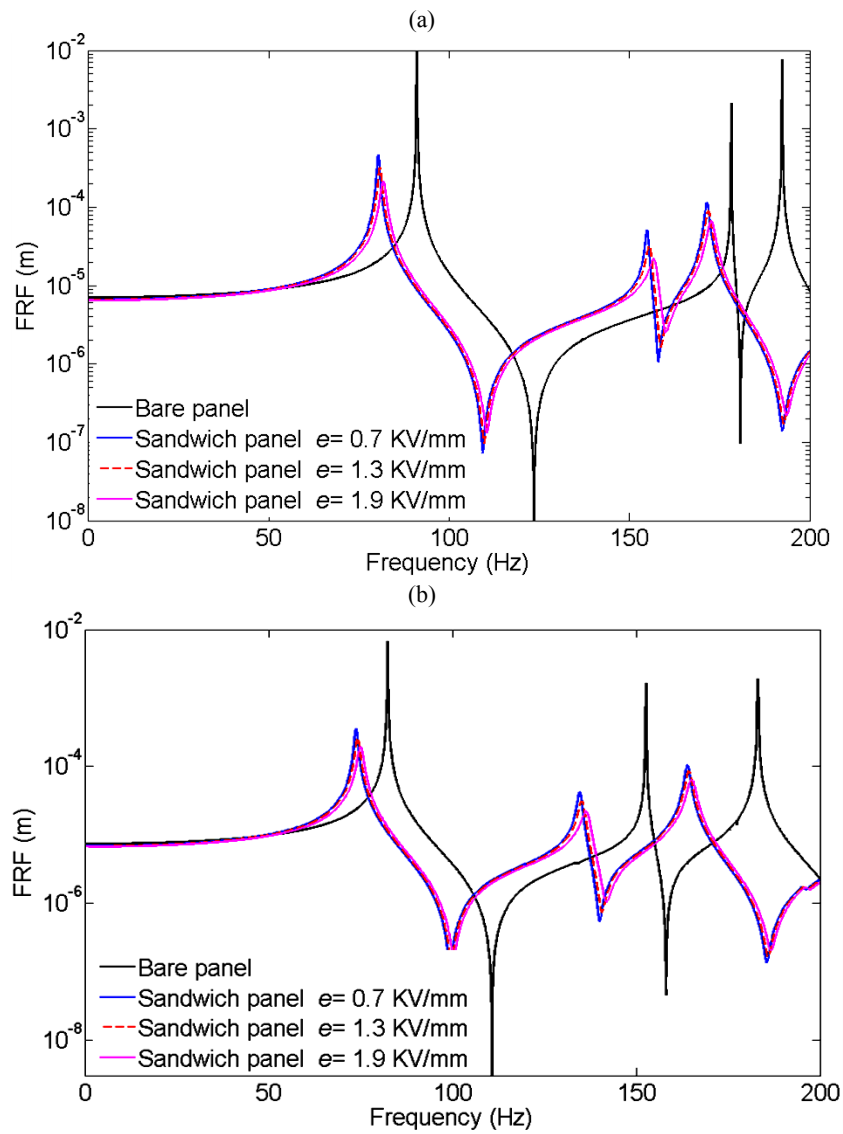 (a)
10^-2
10^-3
10^-4
10^-5
10^-6
10^-7
10^-8
FRF (m)
Bare panel
Sandwich panel e= 0.7 KV/mm
Sandwich panel e= 1.3 KV/mm
Sandwich panel e= 1.9 KV/mm
0 50 100 150 200
Frequency (Hz)
(b)
10^-2
10^-4
10^-6
10^-8
FRF (m)
Bare panel
Sandwich panel e= 0.7 KV/mm
Sandwich panel e= 1.3 KV/mm
Sandwich panel e= 1.9 KV/mm
0 50 100 150 200
Frequency (Hz)